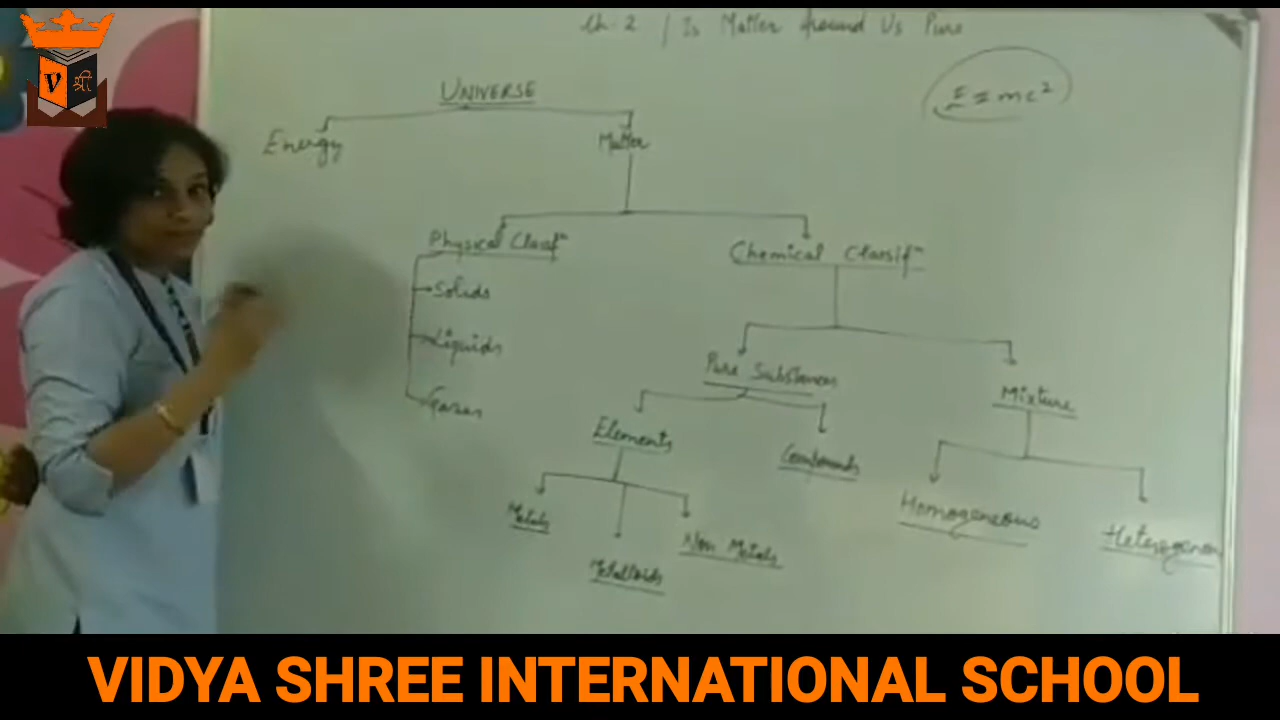 Ch-2 / Is Matter Around Us Pure
UNIVERSE
E = mc²
Energy
Matter
Physical Classifⁿ
Chemical Classifⁿ
Solids
Liquids
Gases
Pure Substances
Mixture
Elements
Compounds
Homogeneous
Heterogenou
Metals
Metalloids
Non Metals
V श्री
VIDYA SHREE INTERNATIONAL SCHOOL